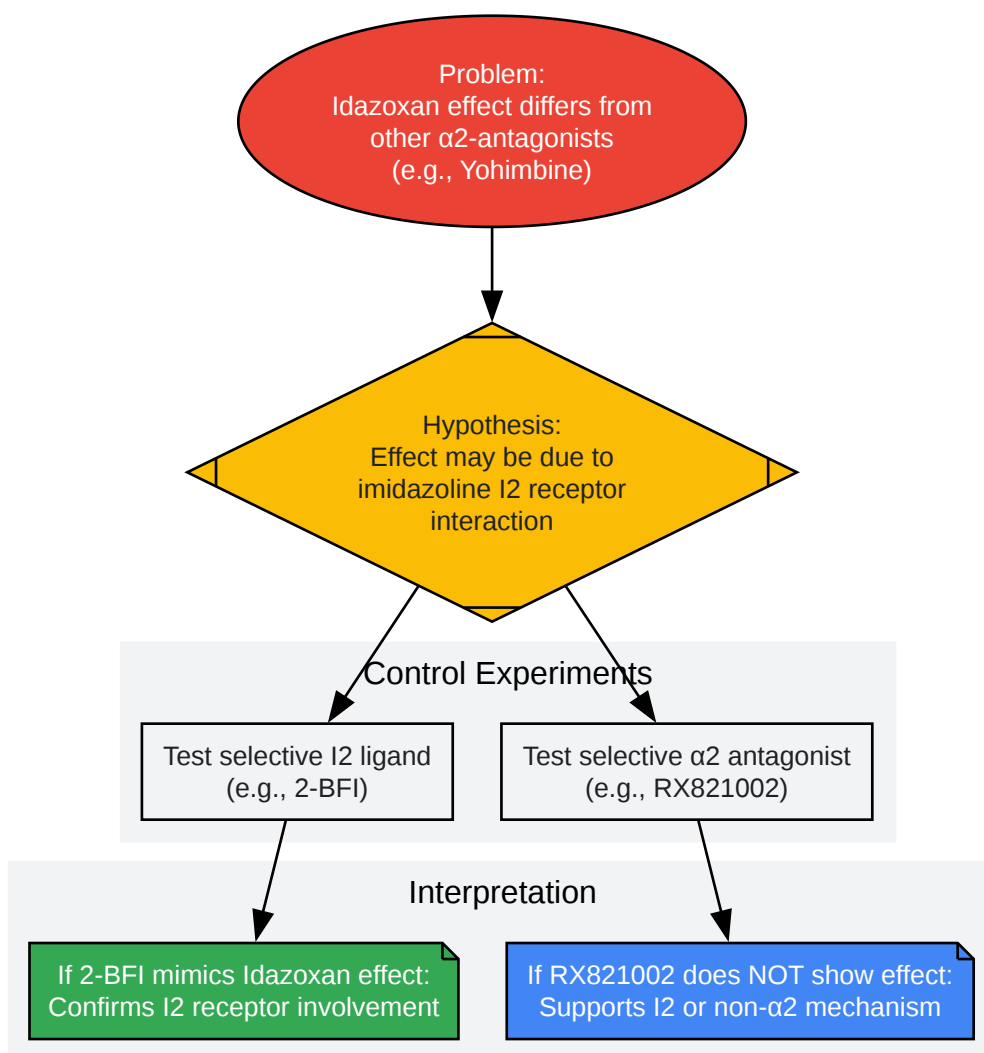 Problem:
Idazoxan effect differs from
other α2-antagonists
(e.g., Yohimbine)
Hypothesis:
Effect may be due to
imidazoline I2 receptor
interaction
Control Experiments
Test selective I2 ligand
(e.g., 2-BFI)
Test selective α2 antagonist
(e.g., RX821002)
Interpretation
If 2-BFI mimics Idazoxan effect:
Confirms I2 receptor involvement
If RX821002 does NOT show effect:
Supports I2 or non-α2 mechanism